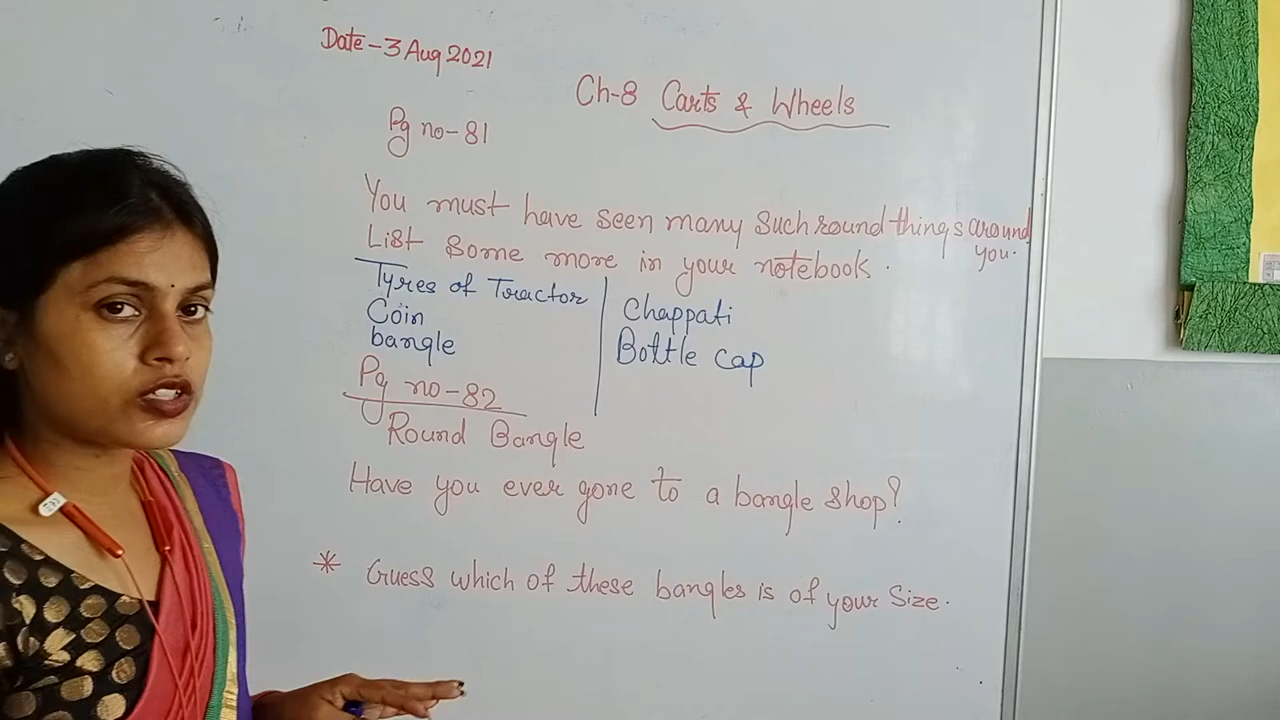 Date - 3 Aug 2021
Ch-8 Carts & Wheels
Pg no-81
You must have seen many such round things around you.
List some more in your notebook.
Tyres of Tractor
Coin
bangle
Chappati
Bottle cap
Pg no-82
Round Bangle
Have you ever gone to a bangle shop?
* Guess which of these bangles is of your size.